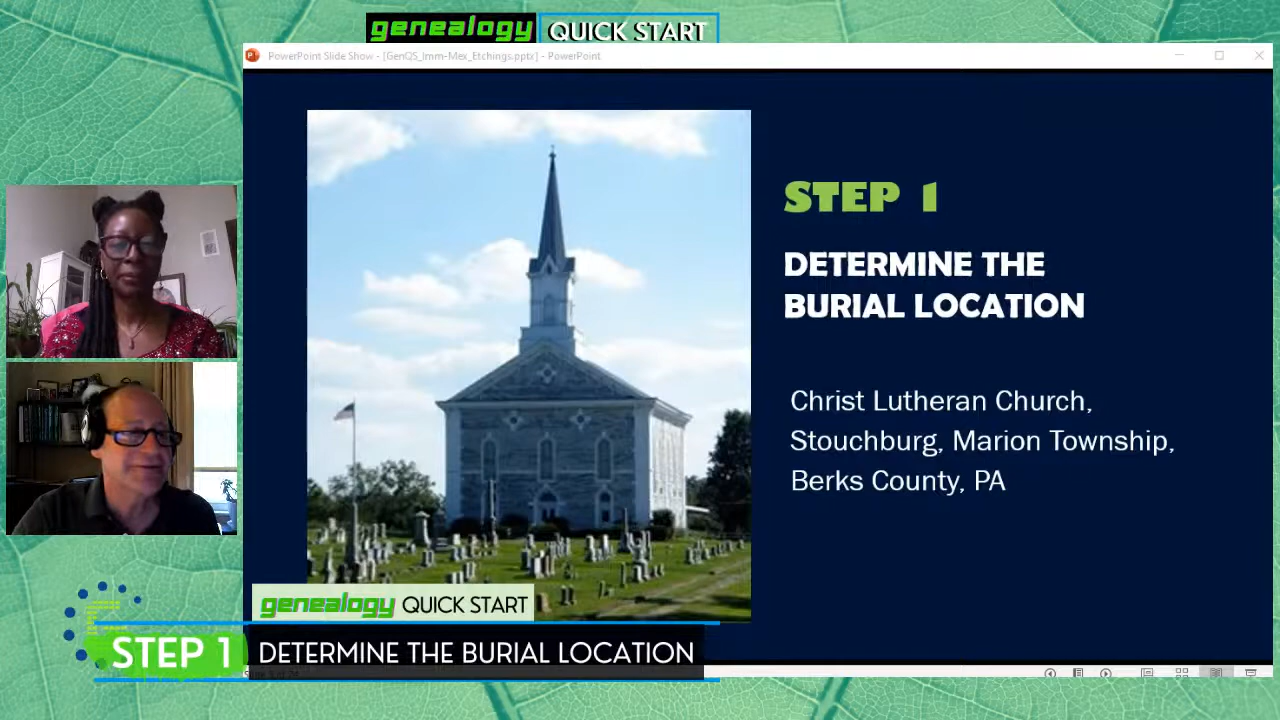 genealogy QUICK START
PowerPoint Slide Show - [GenQS_Imm-Mex_Etchings.pptx] - PowerPoint
STEP 1
DETERMINE THE
BURIAL LOCATION
Christ Lutheran Church,
Stouchburg, Marion Township,
Berks County, PA
genealogy QUICK START
STEP 1 DETERMINE THE BURIAL LOCATION